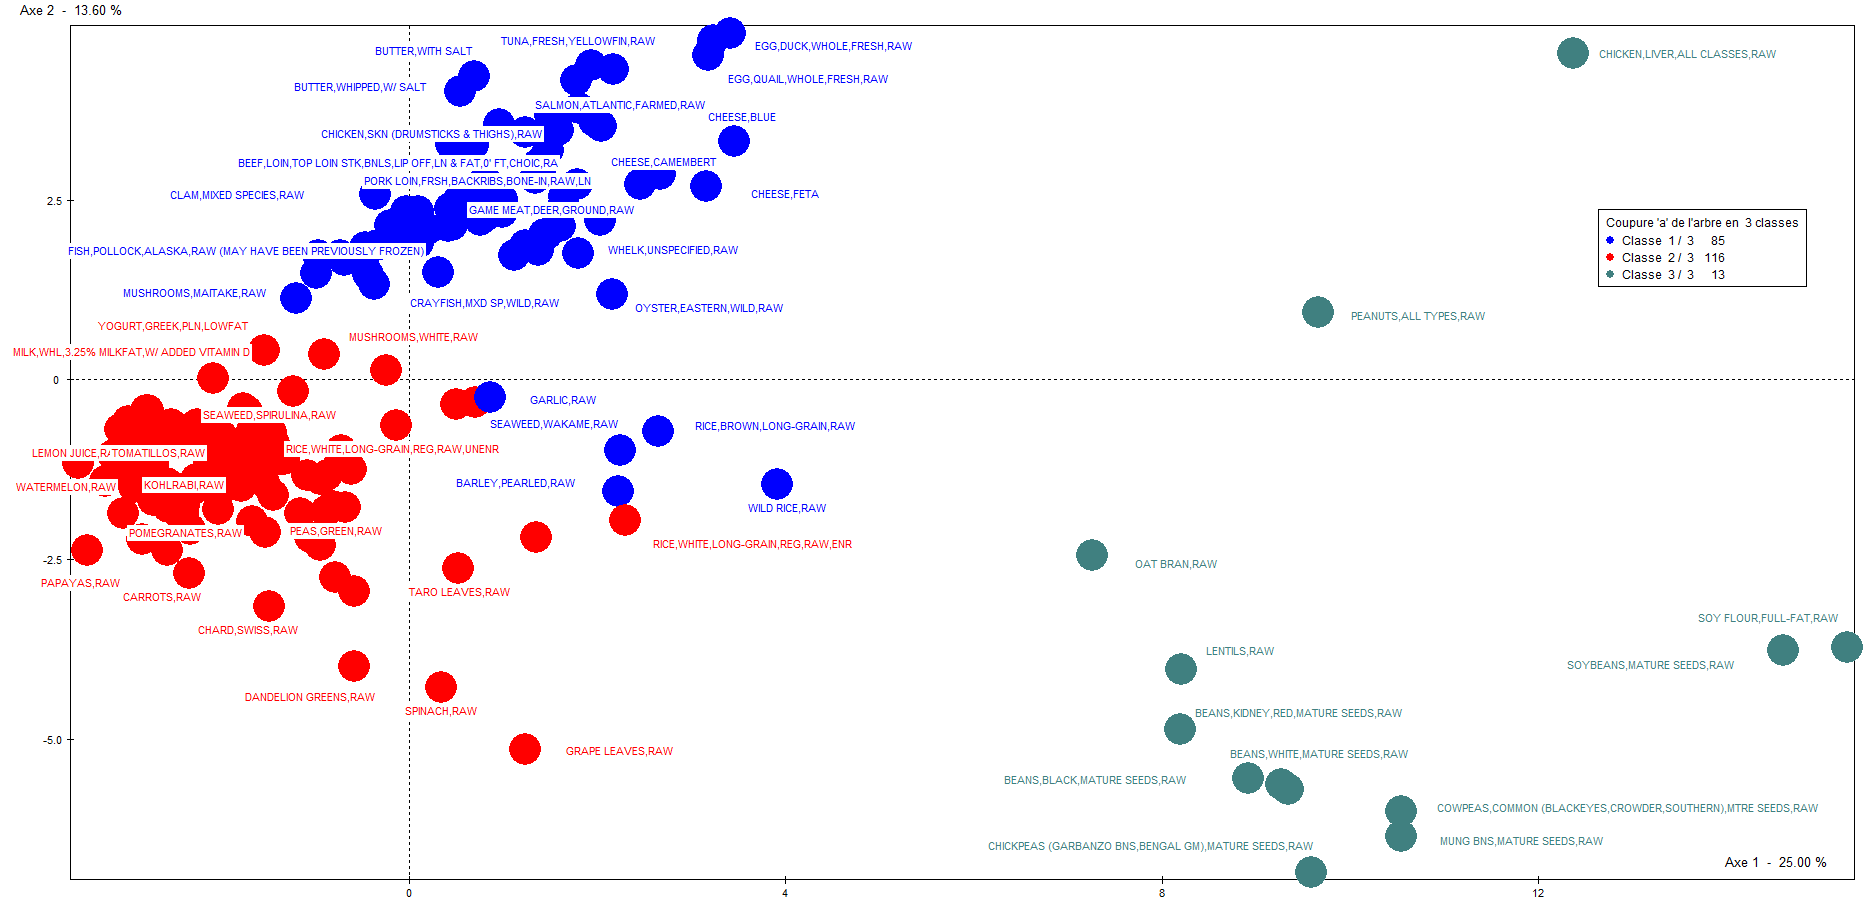 Axe 2 - 13.60 %
TUNA,FRESH,YELLOWFIN,RAW
EGG,DUCK,WHOLE,FRESH,RAW
BUTTER,WITH SALT
CHICKEN,LIVER,ALL CLASSES,RAW
EGG,QUAIL,WHOLE,FRESH,RAW
BUTTER,WHIPPED,W/ SALT
SALMON,ATLANTIC,FARMED,RAW
CHEESE,BLUE
CHICKEN,SKN (DRUMSTICKS & THIGHS),RAW
BEEF,LOIN,TOP LOIN STK,BNLS,LIP OFF,LN & FAT,0' FT,CHOIC,RA
CHEESE,CAMEMBERT
PORK LOIN,FRSH,BACKRIBS,BONE-IN,RAW,LN
CLAM,MIXED SPECIES,RAW
CHEESE,FETA
2.5
GAME MEAT,DEER,GROUND,RAW
Coupure 'a' de l'arbre en 3 classes
Classe 1 / 3 85
Classe 2 / 3 116
Classe 3 / 3 13
FISH,POLLOCK,ALASKA,RAW (MAY HAVE BEEN PREVIOUSLY FROZEN)
WHELK,UNSPECIFIED,RAW
MUSHROOMS,MAITAKE,RAW
CRAYFISH,MXD SP,WILD,RAW
OYSTER,EASTERN,WILD,RAW
PEANUTS,ALL TYPES,RAW
YOGURT,GREEK,PLN,LOWFAT
MUSHROOMS,WHITE,RAW
MILK,WHL,3.25% MILKFAT,W/ ADDED VITAMIN D
0
GARLIC,RAW
SEAWEED,SPIRULINA,RAW
SEAWEED,WAKAME,RAW
RICE,BROWN,LONG-GRAIN,RAW
LEMON JUICE,RA
TOMATILLOS,RAW
RICE,WHITE,LONG-GRAIN,REG,RAW,UNENR
WATERMELON,RAW
KOHLRABI,RAW
BARLEY,PEARLED,RAW
WILD RICE,RAW
POMEGRANATES,RAW
PEAS,GREEN,RAW
RICE,WHITE,LONG-GRAIN,REG,RAW,ENR
-2.5
OAT BRAN,RAW
PAPAYAS,RAW
CARROTS,RAW
TARO LEAVES,RAW
CHARD,SWISS,RAW
SOY FLOUR,FULL-FAT,RAW
LENTILS,RAW
SOYBEANS,MATURE SEEDS,RAW
DANDELION GREENS,RAW
SPINACH,RAW
BEANS,KIDNEY,RED,MATURE SEEDS,RAW
-5.0
GRAPE LEAVES,RAW
BEANS,WHITE,MATURE SEEDS,RAW
BEANS,BLACK,MATURE SEEDS,RAW
COWPEAS,COMMON (BLACKEYES,CROWDER,SOUTHERN),MTRE SEEDS,RAW
CHICKPEAS (GARBANZO BNS,BENGAL GM),MATURE SEEDS,RAW
MUNG BNS,MATURE SEEDS,RAW
Axe 1 - 25.00 %
0 4 8 12